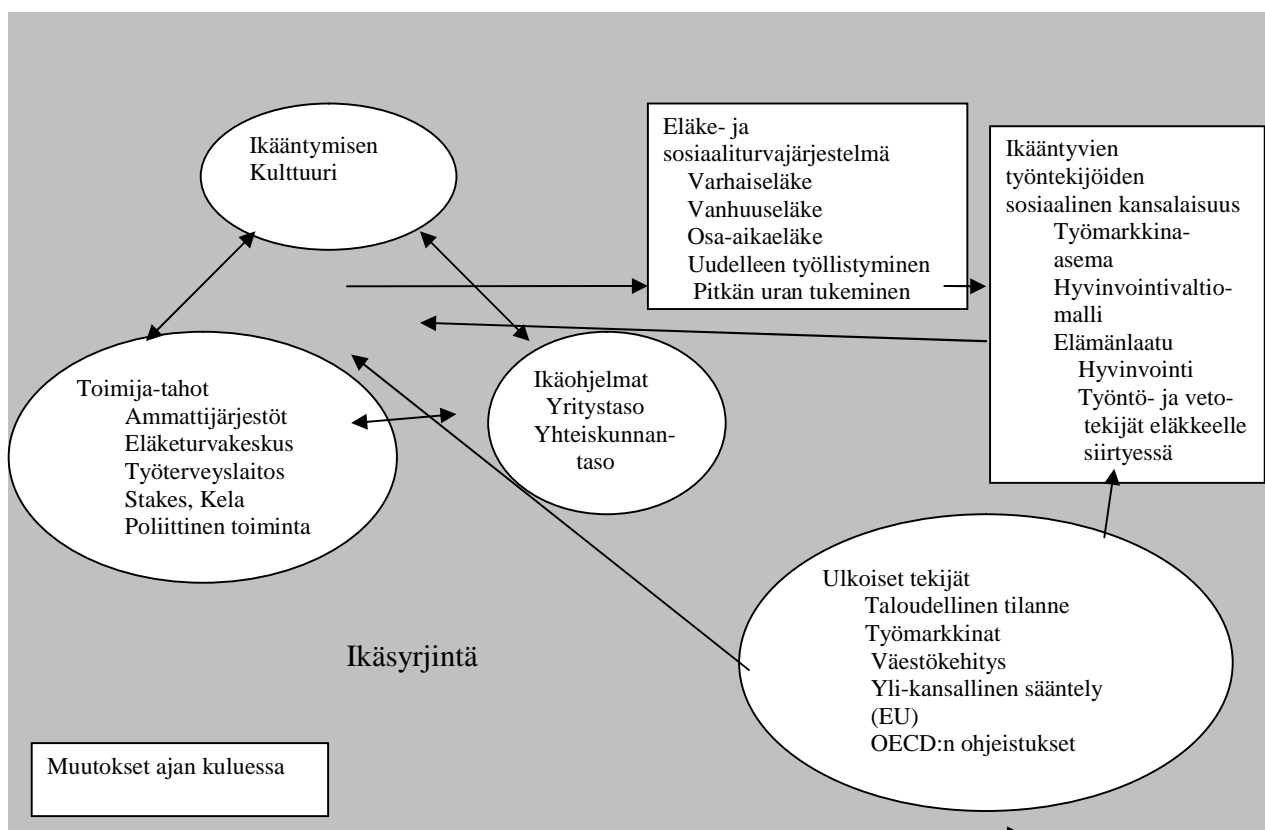 Ikääntymisen
Kulttuuri
Eläke- ja
sosiaaliturvajärjestelmä
Varhaiseläke
Vanhuuseläke
Osa-aikaeläke
Uudelleen työllistyminen
Pitkän uran tukeminen
Ikääntyvien
työntekijöiden
sosiaalinen kansalaisuus
Työmarkkina-
asema
Hyvinvointivaltio-
malli
Elämänlaatu
Hyvinvointi
Työntö- ja veto-
tekijät eläkkeelle
siirtyessä
Toimija-tahot
Ammattijärjestöt
Eläketurvakeskus
Työterveyslaitos
Stakes, Kela
Poliittinen toiminta
Ikäohjelmat
Yritystaso
Yhteiskunnan-
taso
Ulkoiset tekijät
Taloudellinen tilanne
Työmarkkinat
Väestökehitys
Yli-kansallinen sääntely
(EU)
OECD:n ohjeistukset
Ikäsyrjintä
Muutokset ajan kuluessa